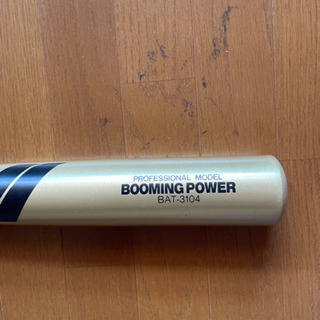 PROFESSIONAL MODEL
BOOMING POWER
BAT-3104